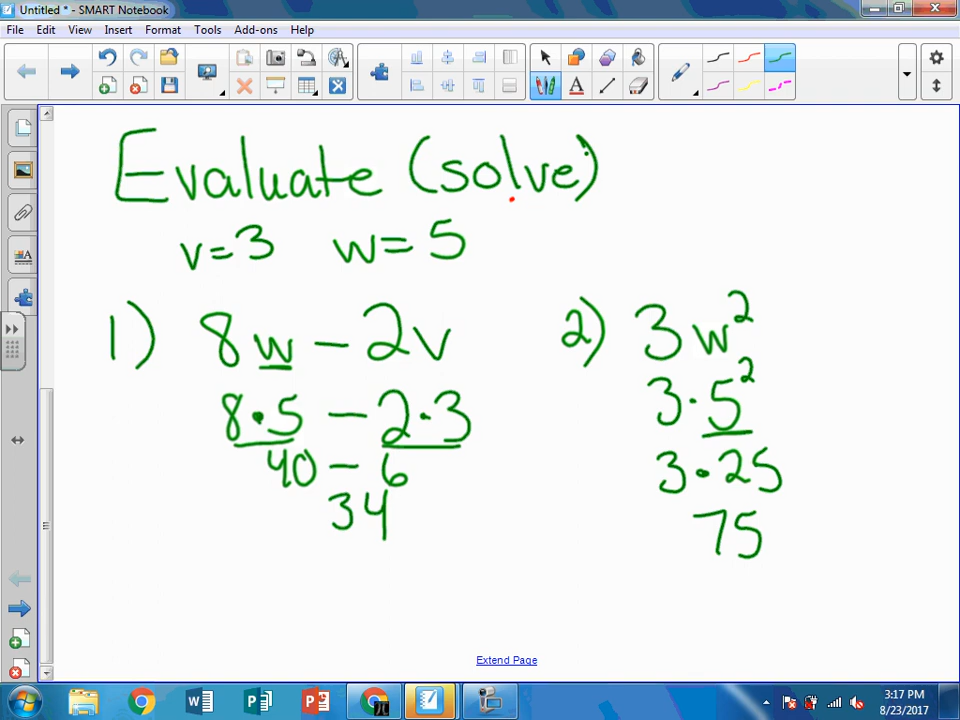 Untitled * - SMART Notebook
File Edit View Insert Format Tools Add-ons Help
Evaluate (solve)
v=3 w=5
1) 8w - 2v
8·5 - 2·3
40 - 6
34
2) 3w²
3·5²
3·25
75
Extend Page
3:17 PM
8/23/2017